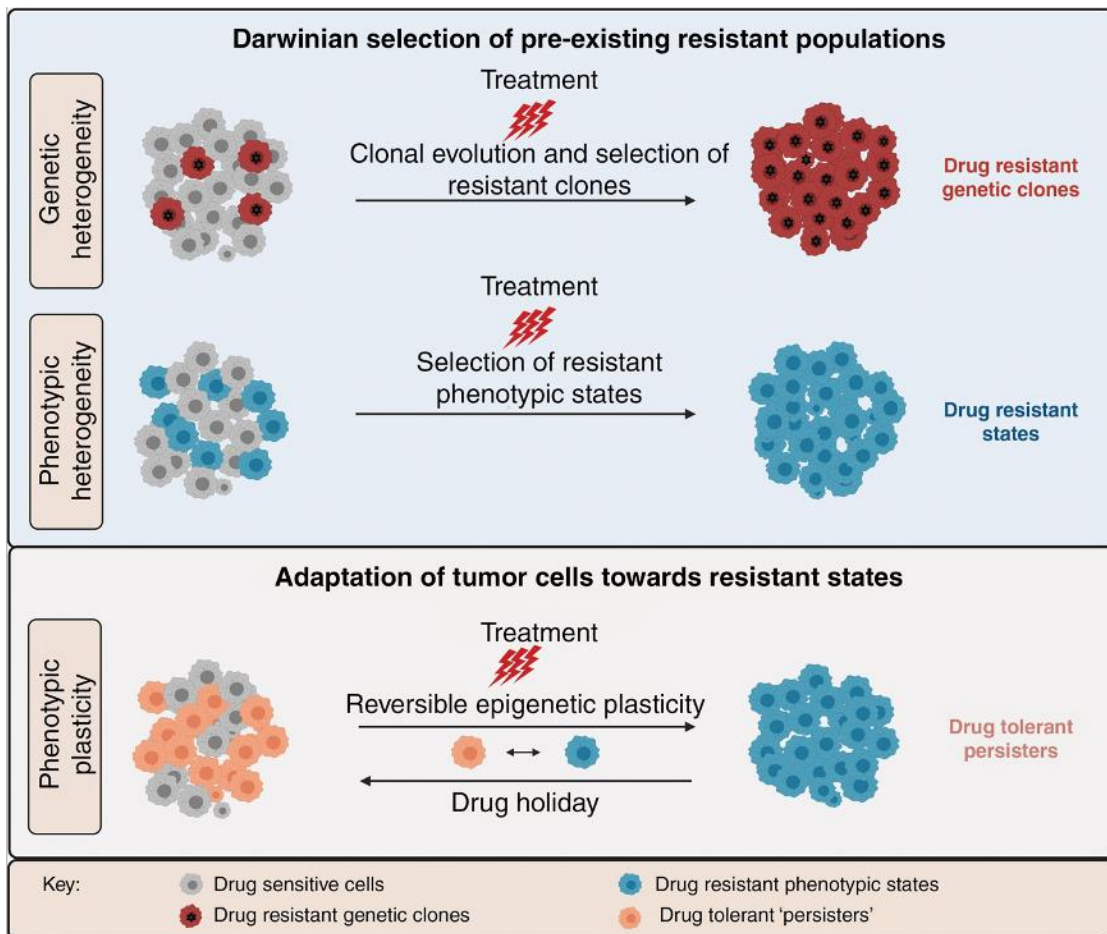 Darwinian selection of pre-existing resistant populations
Genetic
heterogeneity
Treatment
Clonal evolution and selection of
resistant clones
Drug resistant
genetic clones
Phenotypic
heterogeneity
Treatment
Selection of resistant
phenotypic states
Drug resistant
states
Adaptation of tumor cells towards resistant states
Phenotypic
plasticity
Treatment
Reversible epigenetic plasticity
Drug holiday
Drug tolerant
persisters
Key:
Drug sensitive cells
Drug resistant phenotypic states
Drug resistant genetic clones
Drug tolerant ‘persisters’